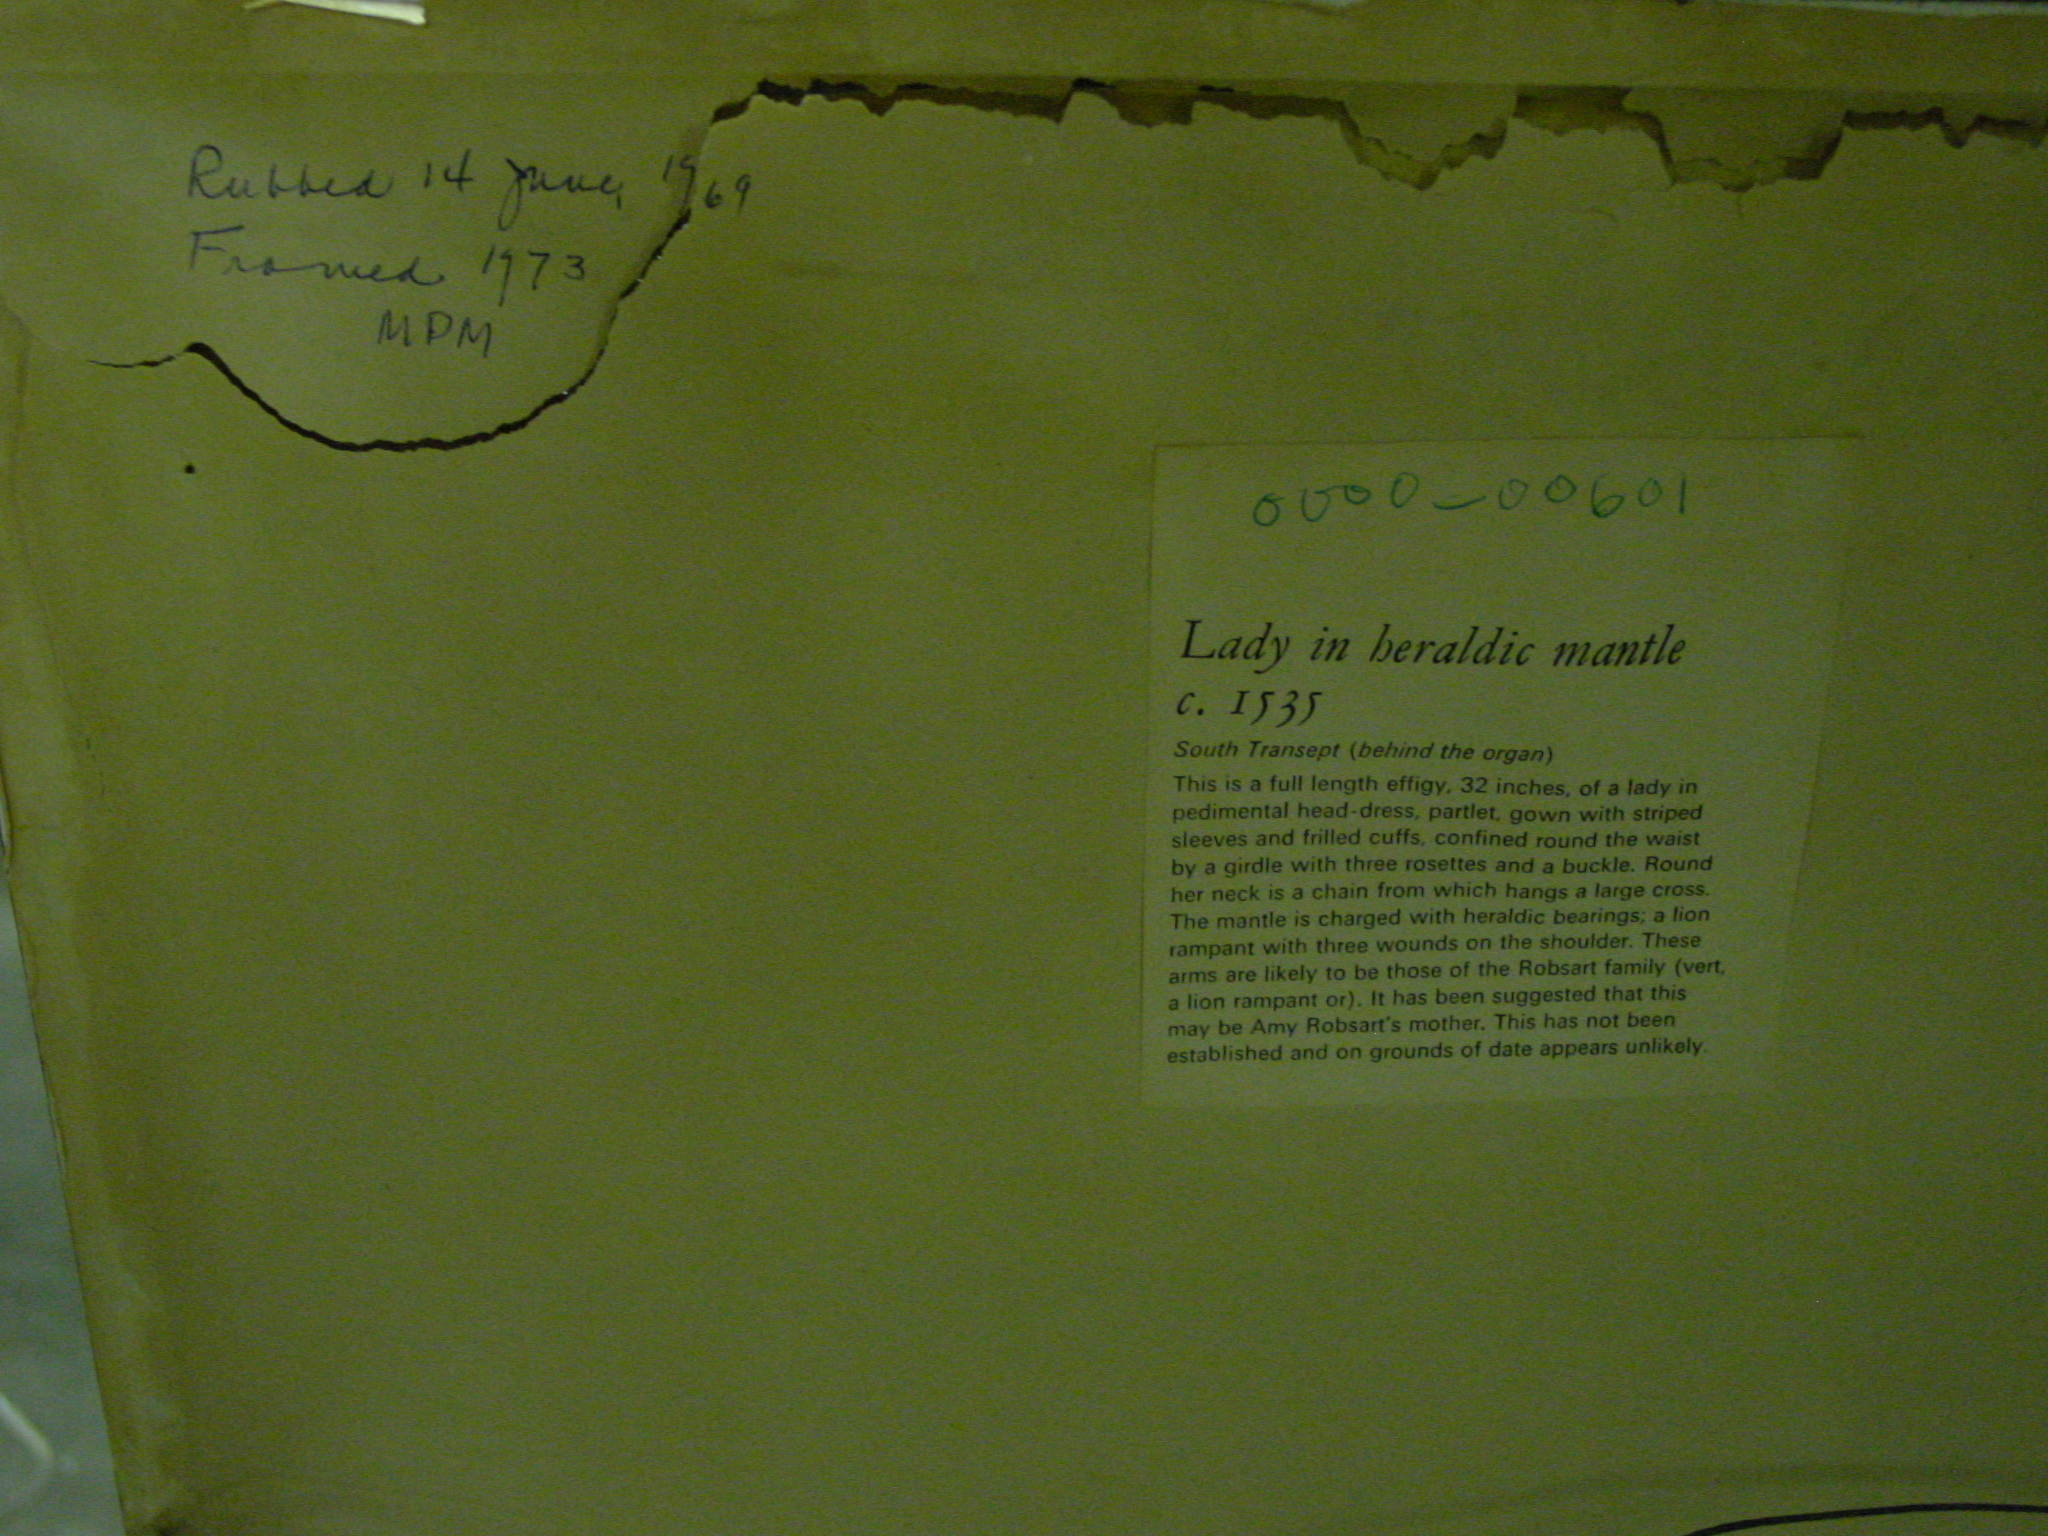 Rubbed 14 June, 1969
Framed 1973
MDM
0000-00601
Lady in heraldic mantle
c. 1535
South Transept (behind the organ)
This is a full length effigy, 32 inches, of a lady in
pedimental head-dress, partlet, gown with striped
sleeves and frilled cuffs, confined round the waist
by a girdle with three rosettes and a buckle. Round
her neck is a chain from which hangs a large cross.
The mantle is charged with heraldic bearings; a lion
rampant with three wounds on the shoulder. These
arms are likely to be those of the Robsart family (vert,
a lion rampant or). It has been suggested that this
may be Amy Robsart's mother. This has not been
established and on grounds of date appears unlikely.